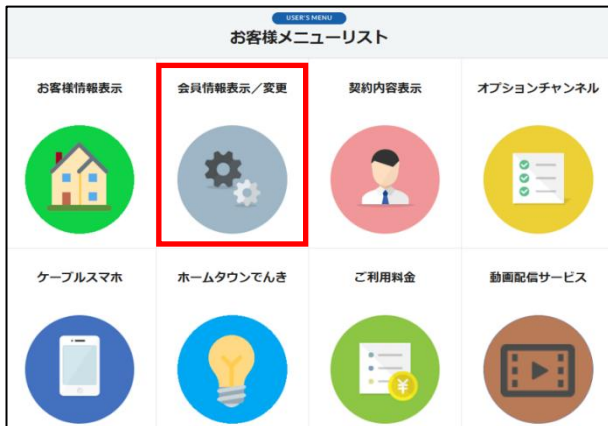 USER'S MENU
お客様メニューリスト
お客様情報表示
会員情報表示／変更
契約内容表示
オプションチャンネル
ケーブルスマホ
ホームタウンでんき
ご利用料金
動画配信サービス
¥